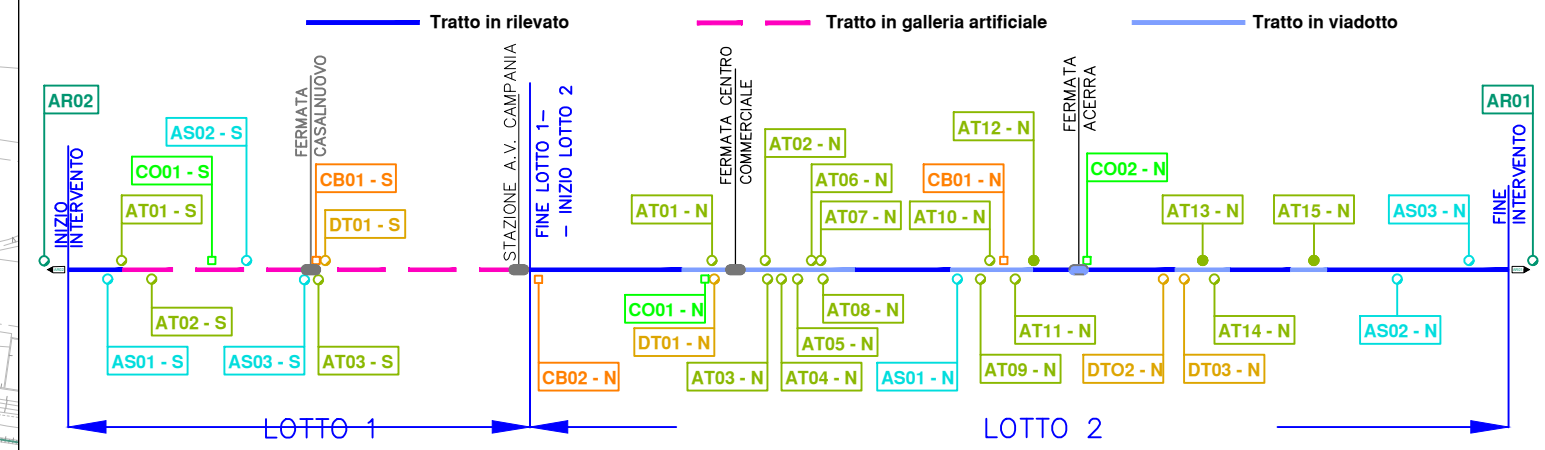 Tratto in rilevato
Tratto in galleria artificiale
Tratto in viadotto
AR02
INIZIO
INTERVENTO
AS02 - S
CO01 - S
AT01 - S
FERMATA
CASALNUOVO
CB01 - S
DT01 - S
AS01 - S
AT02 - S
AS03 - S
AT03 - S
STAZIONE A.V. CAMPANIA
FINE LOTTO 1-
- INIZIO LOTTO 2
CB02 - N
AT01 - N
CO01 - N
DT01 - N
FERMATA CENTRO
COMMERCIALE
AT02 - N
AT06 - N
AT07 - N
AT03 - N
AT04 - N
AT05 - N
AT08 - N
AT12 - N
CB01 - N
AT10 - N
AS01 - N
AT09 - N
AT11 - N
FERMATA
ACERRA
CO02 - N
AT13 - N
AT15 - N
DTO2 - N
DT03 - N
AT14 - N
AS03 - N
AS02 - N
AR01
FINE
INTERVENTO
LOTTO 1
LOTTO 2